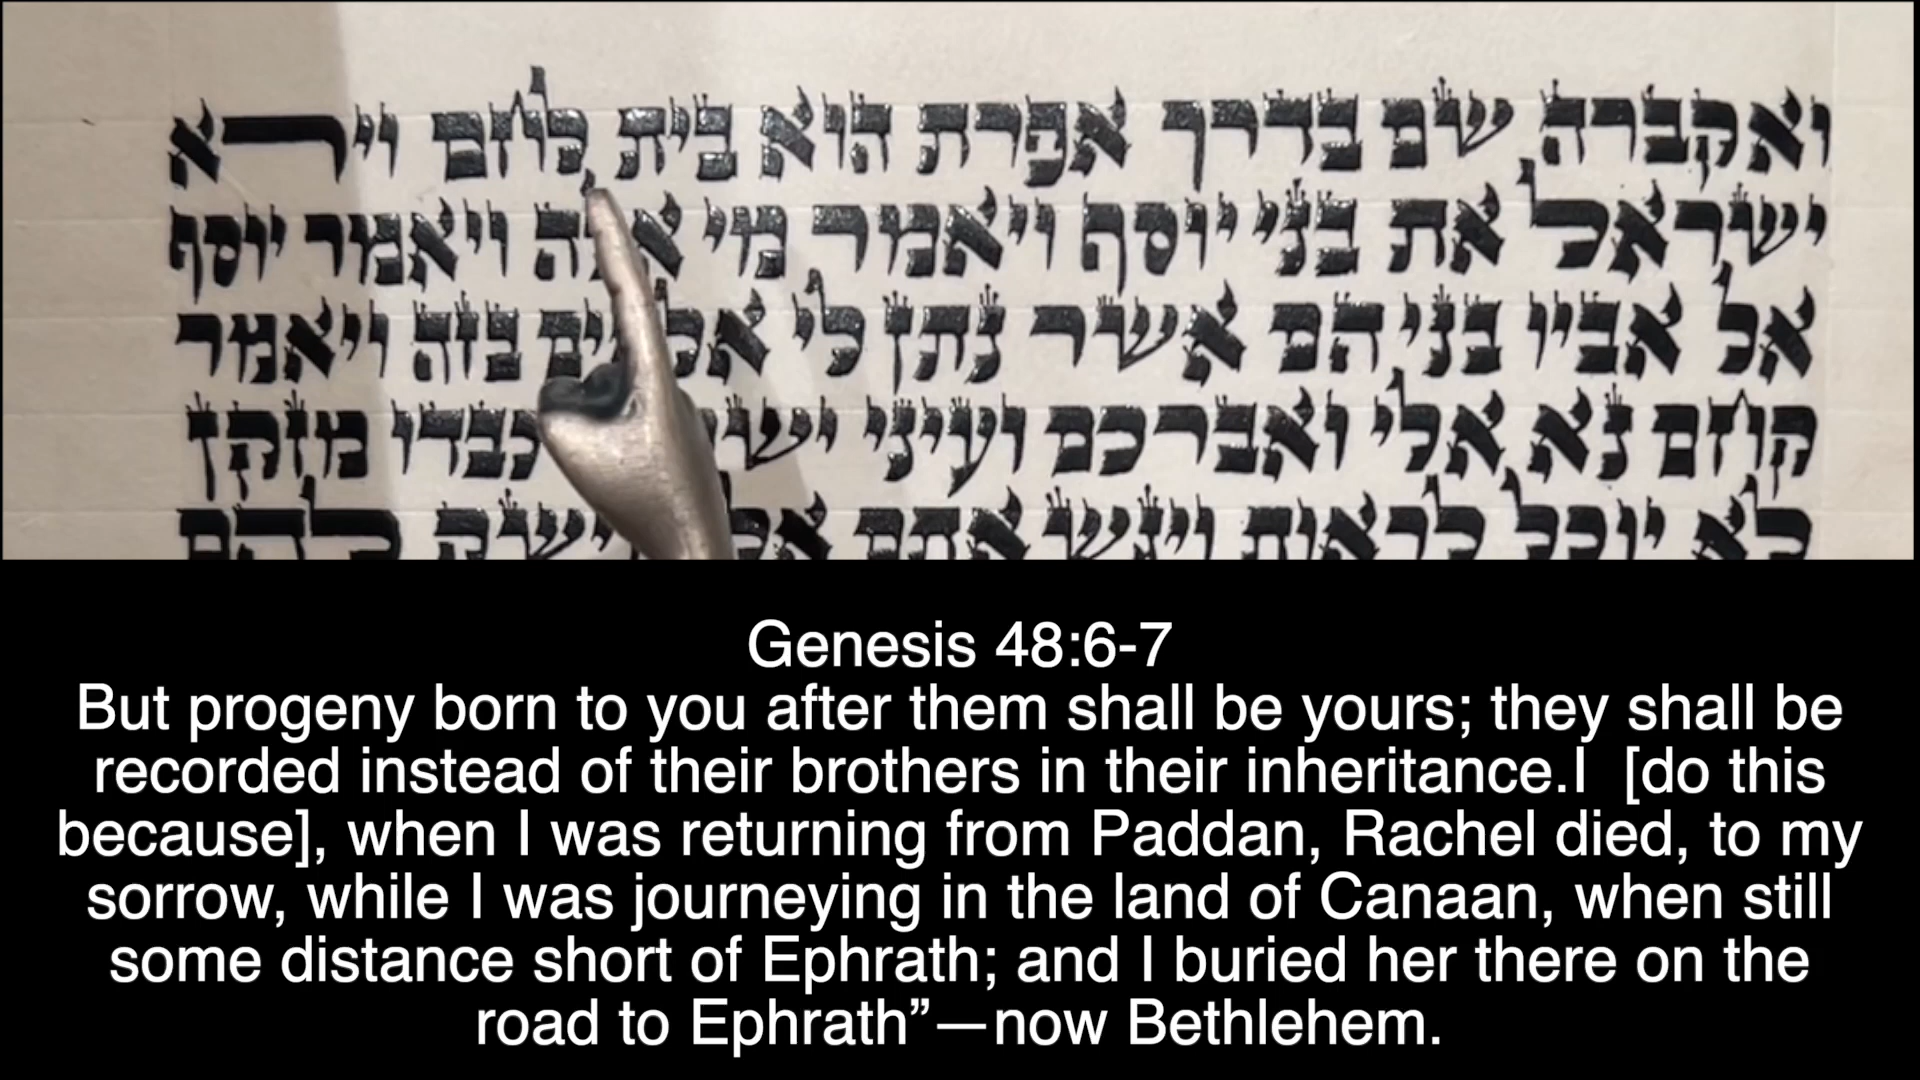 ואקברה שם בדרך אפרת הוא בית לחם וירא
ישראל את בני יוסף ויאמר מי ויאמר יוסף
אל אביו בני הם אשר נתן לי בזה ויאמר
קחם נא אלי ואברכם ועיני כבדו מזקן
לא יוכל לראות ויגש אתם להם
Genesis 48:6-7
But progeny born to you after them shall be yours; they shall be
recorded instead of their brothers in their inheritance.I  [do this
because], when I was returning from Paddan, Rachel died, to my
sorrow, while I was journeying in the land of Canaan, when still
some distance short of Ephrath; and I buried her there on the
road to Ephrath”—now Bethlehem.